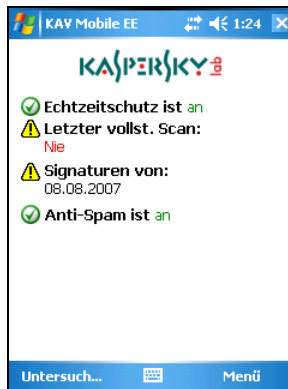 KAV Mobile EE 1:24
KASPERSKY lab
Echtzeitschutz ist an
Letzter vollst. Scan:
Nie
Signaturen von:
08.08.2007
Anti-Spam ist an
Untersuch... Menü